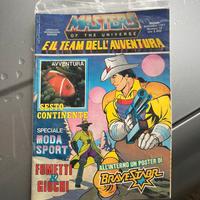 MASTERS
OF THE UNIVERSE
E IL TEAM DELL'AVVENTURA
AVVENTURA
SESTO
CONTINENTE
SPECIALE
MODA
SPORT
FUMETTI
& GIOCHI
ALL'INTERNO UN POSTER DI
BRAVESTARR